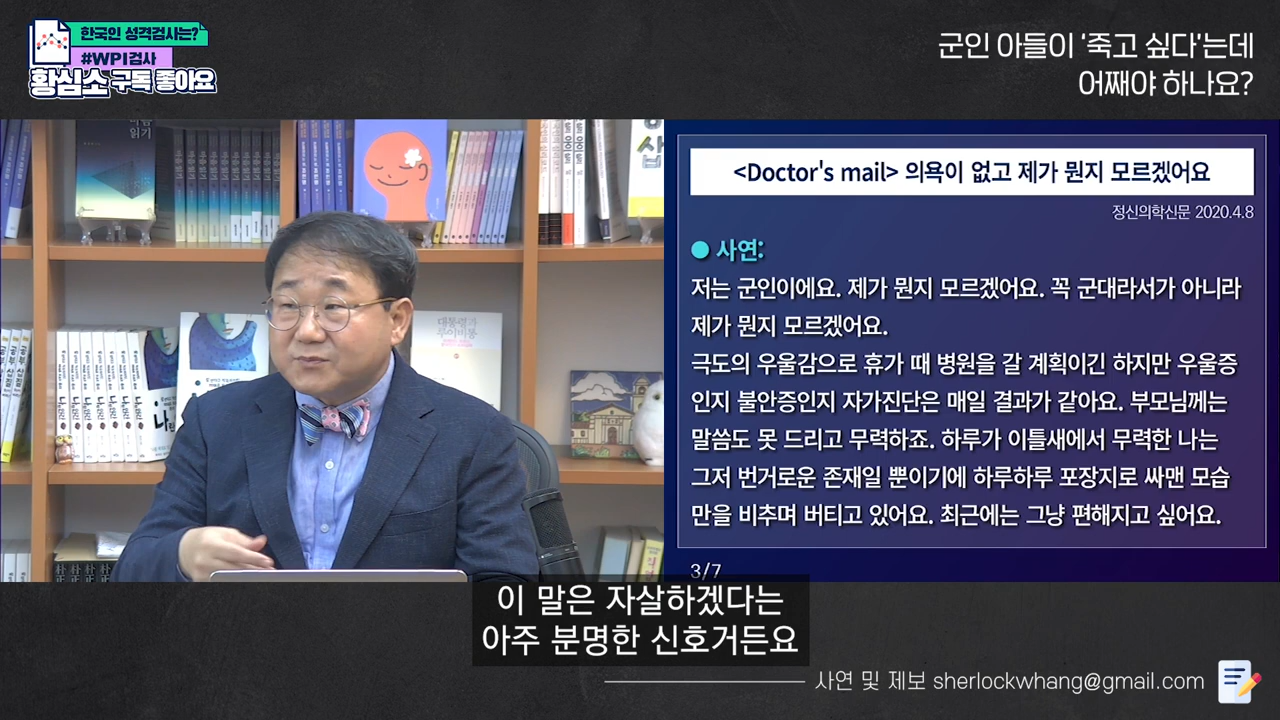 한국인 성격검사는?
#WPI검사
황심소 구독 좋아요
군인 아들이 '죽고 싶다'는데
어째야 하나요?
<Doctor's mail> 의욕이 없고 제가 뭔지 모르겠어요
정신의학신문 2020.4.8
● 사연:
저는 군인이에요. 제가 뭔지 모르겠어요. 꼭 군대라서가 아니라
제가 뭔지 모르겠어요.
극도의 우울감으로 휴가 때 병원을 갈 계획이긴 하지만 우울증
인지 불안증인지 자가진단은 매일 결과가 같아요. 부모님께는
말씀도 못 드리고 무력하죠. 하루가 이틀새에서 무력한 나는
그저 번거로운 존재일 뿐이기에 하루하루 포장지로 싸맨 모습
만을 비추며 버티고 있어요. 최근에는 그냥 편해지고 싶어요.
3/7
이 말은 자살하겠다는
아주 분명한 신호거든요
사연 및 제보 sherlockwhang@gmail.com